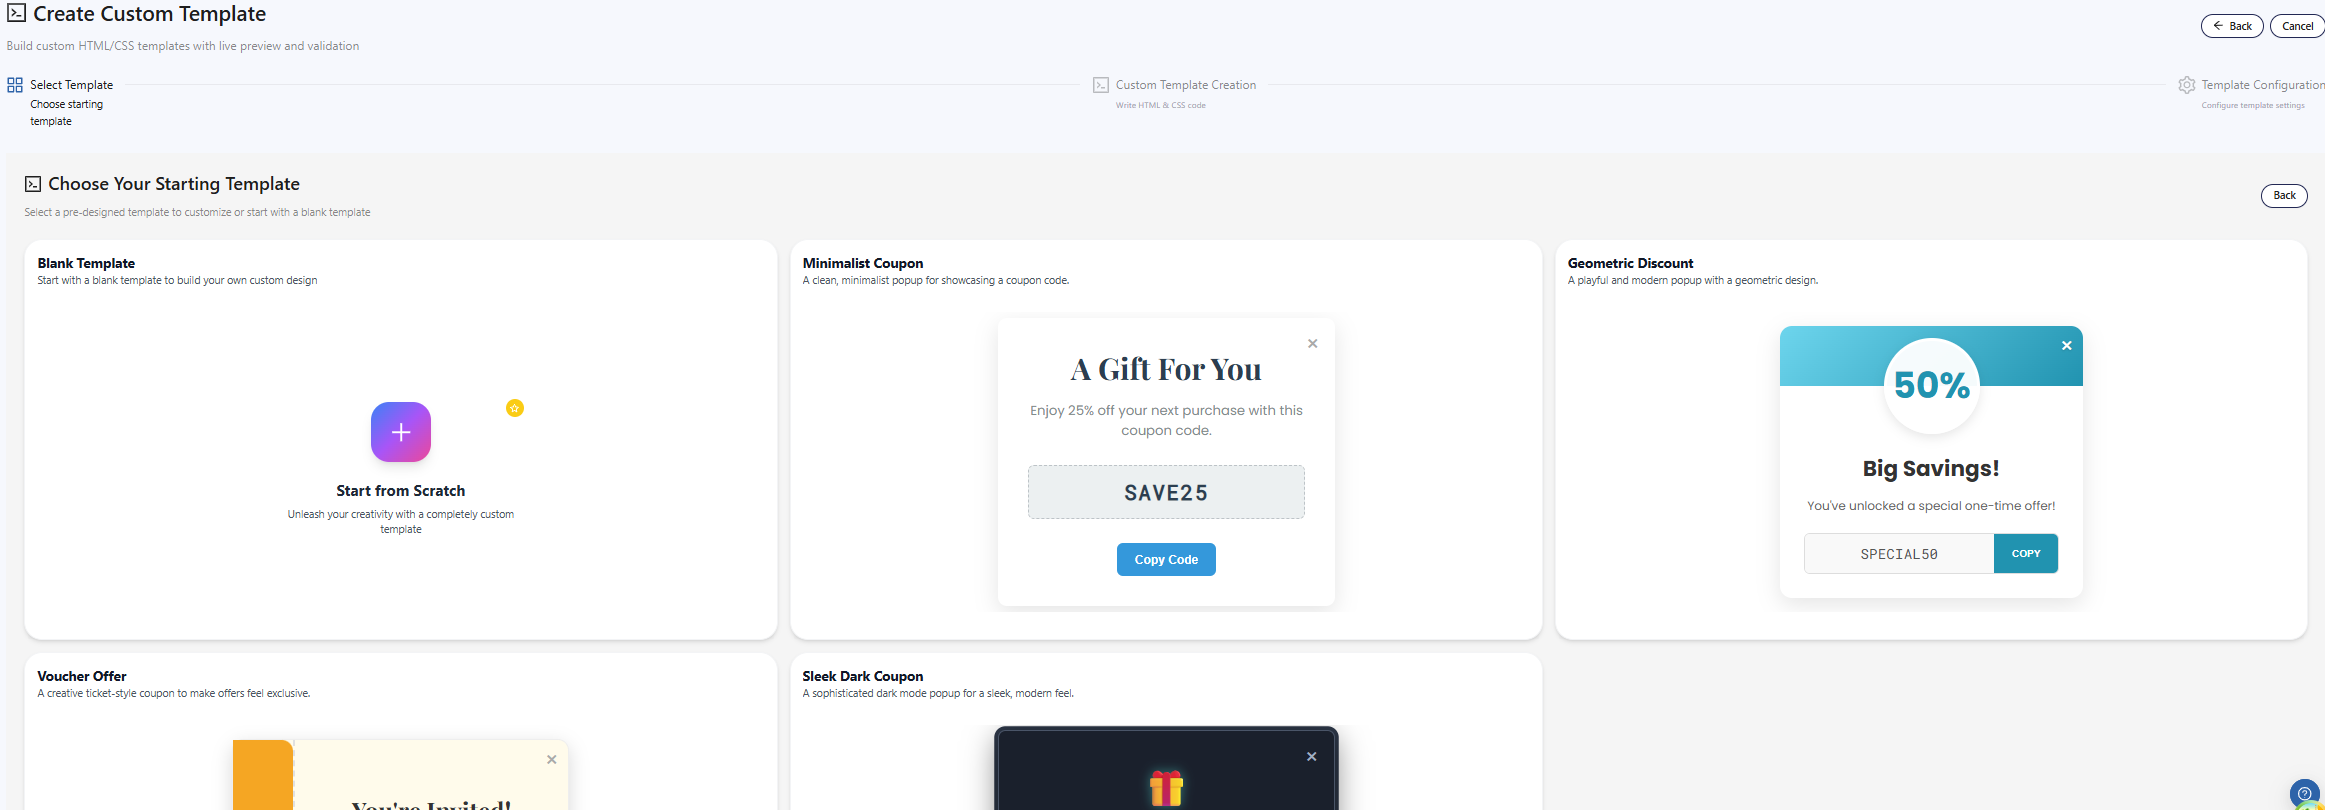 Create Custom Template
Back
Cancel
Build custom HTML/CSS templates with live preview and validation
Select Template
Choose starting
template
Custom Template Creation
Write HTML & CSS code
Template Configuration
Configure template settings
Choose Your Starting Template
Back
Select a pre-designed template to customize or start with a blank template
Blank Template
Start with a blank template to build your own custom design
Start from Scratch
Unleash your creativity with a completely custom
template
Minimalist Coupon
A clean, minimalist popup for showcasing a coupon code.
A Gift For You
Enjoy 25% off your next purchase with this
coupon code.
SAVE25
Copy Code
Geometric Discount
A playful and modern popup with a geometric design.
50%
Big Savings!
You've unlocked a special one-time offer!
SPECIAL50
COPY
Voucher Offer
A creative ticket-style coupon to make offers feel exclusive.
You're Invited!
Sleek Dark Coupon
A sophisticated dark mode popup for a sleek, modern feel.